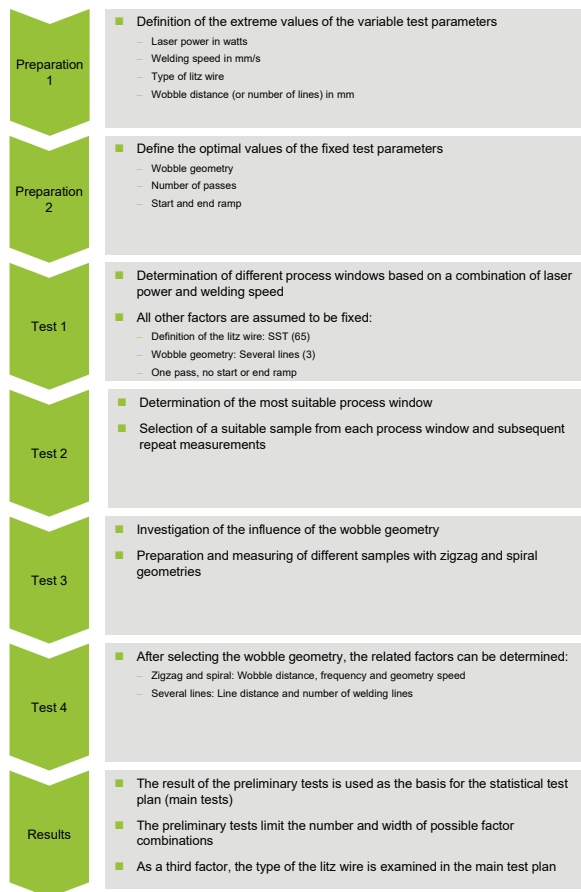 Preparation
1
Definition of the extreme values of the variable test parameters
– Laser power in watts
– Welding speed in mm/s
– Type of litz wire
– Wobble distance (or number of lines) in mm
Preparation
2
Define the optimal values of the fixed test parameters
– Wobble geometry
– Number of passes
– Start and end ramp
Test 1
Determination of different process windows based on a combination of laser
power and welding speed
All other factors are assumed to be fixed:
– Definition of the litz wire: SST (65)
– Wobble geometry: Several lines (3)
– One pass, no start or end ramp
Test 2
Determination of the most suitable process window
Selection of a suitable sample from each process window and subsequent
repeat measurements
Test 3
Investigation of the influence of the wobble geometry
Preparation and measuring of different samples with zigzag and spiral
geometries
Test 4
After selecting the wobble geometry, the related factors can be determined:
– Zigzag and spiral: Wobble distance, frequency and geometry speed
– Several lines: Line distance and number of welding lines
Results
The result of the preliminary tests is used as the basis for the statistical test
plan (main tests)
The preliminary tests limit the number and width of possible factor
combinations
As a third factor, the type of the litz wire is examined in the main test plan